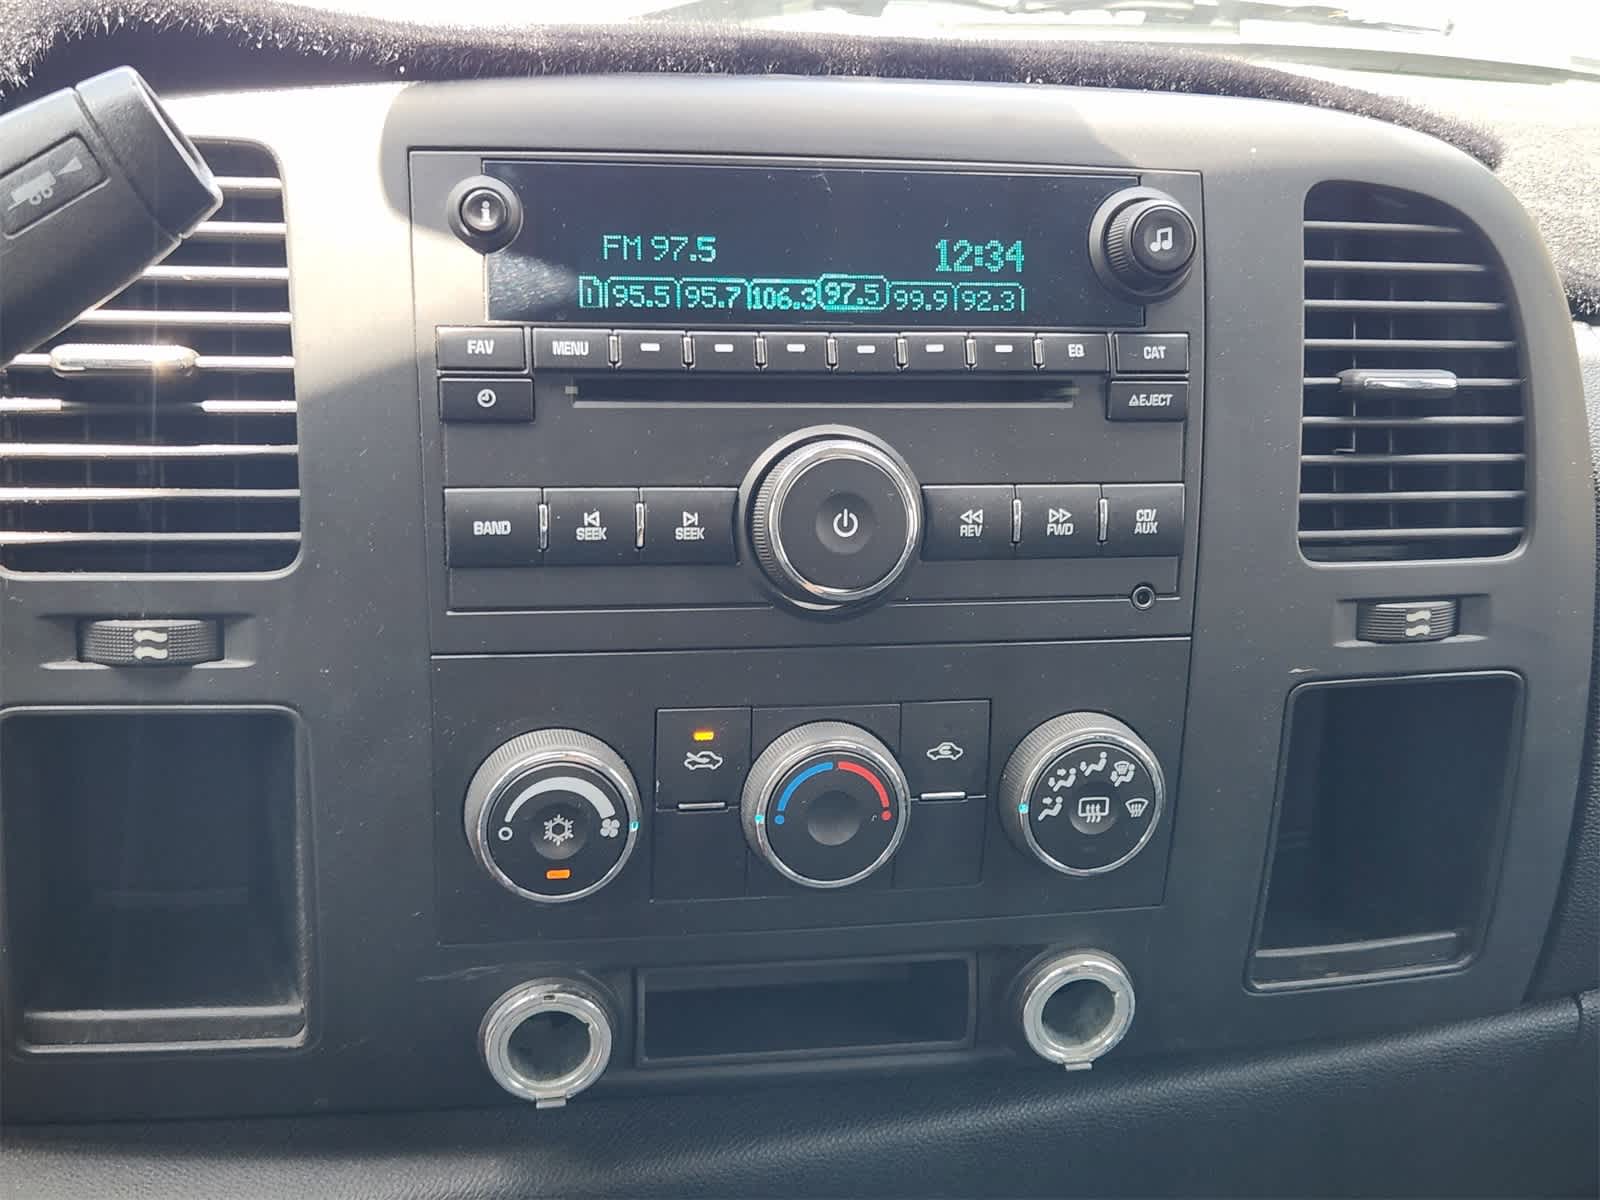 i
FM 97.5 12:34
1 95.5 95.7 106.3 97.5 99.9 92.3
FAV MENU EQ CAT
EJECT
BAND SEEK SEEK REV FWD CD/
AUX